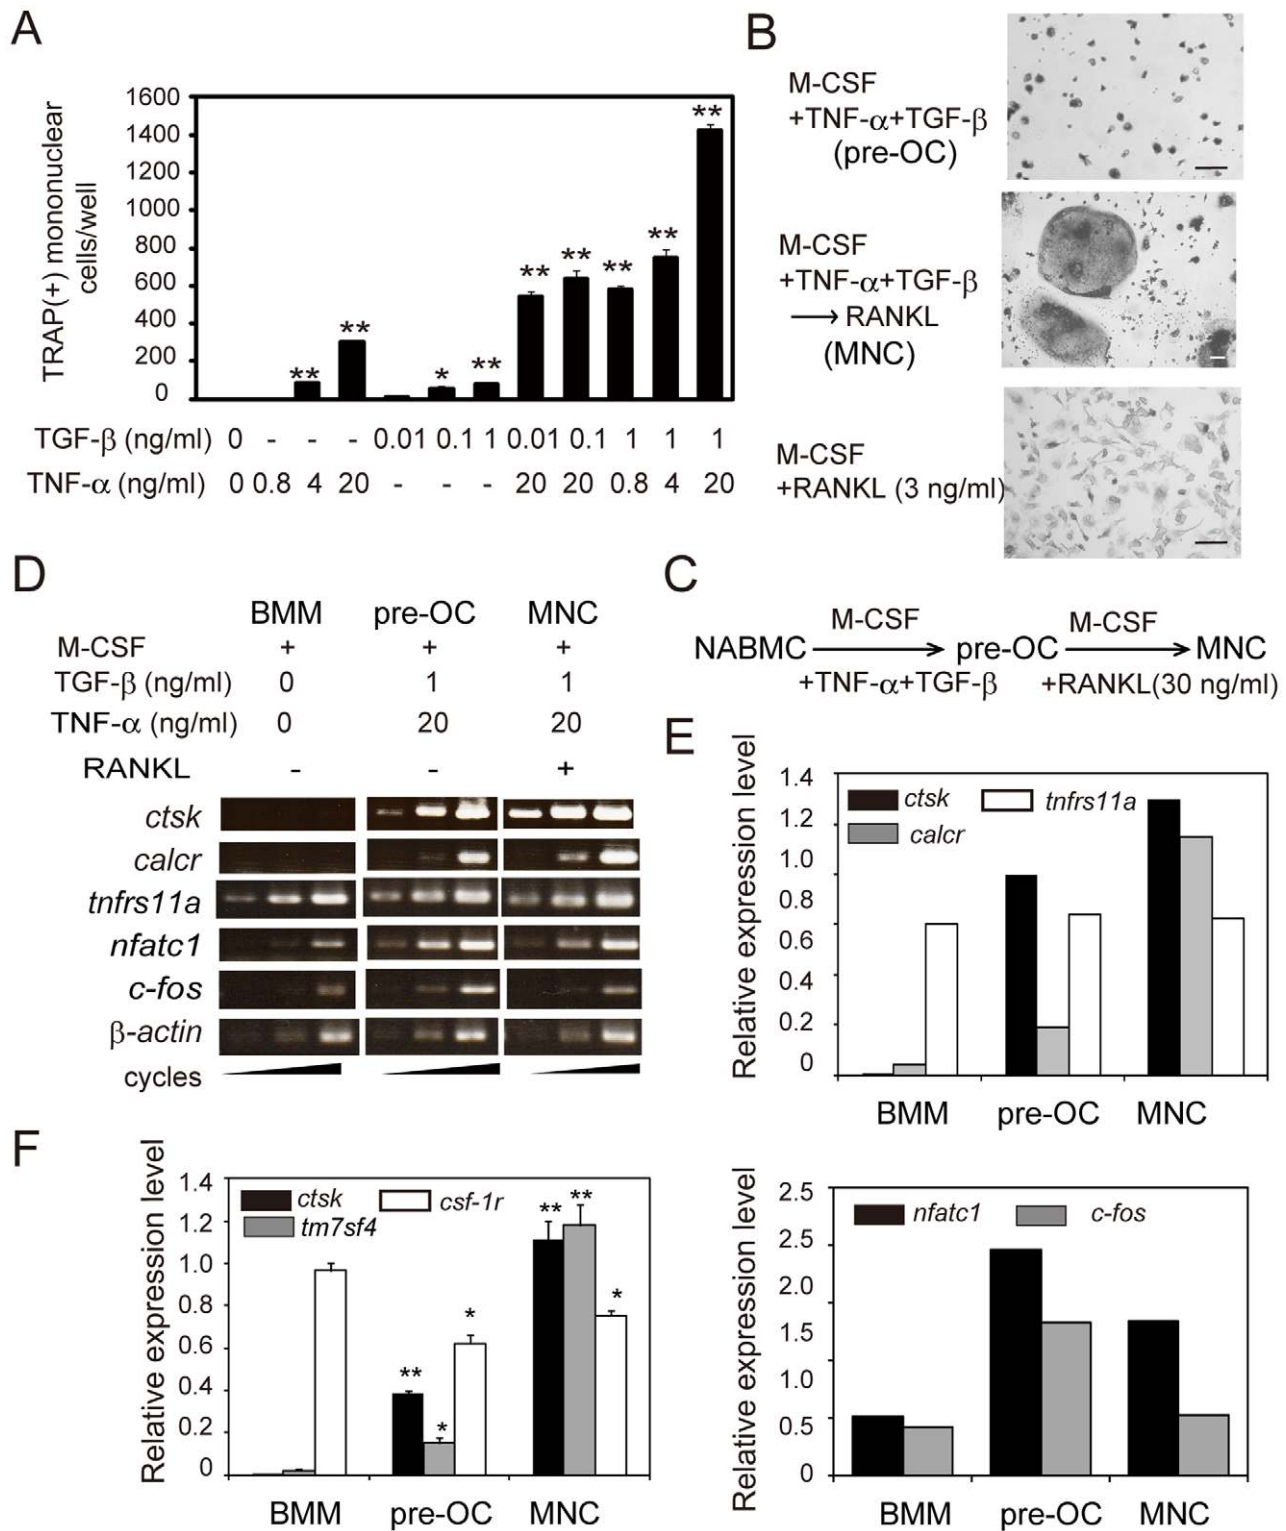 A
TRAP(+) mononuclear
cells/well
1600
1400
1200
1000
800
600
400
200
0
** ** * ** ** ** ** ** **
TGF-β (ng/ml) 0 - - - 0.01 0.1 1 0.01 0.1 1 1 1
TNF-α (ng/ml) 0 0.8 4 20 - - - 20 20 0.8 4 20
B
M-CSF
+TNF-α+TGF-β
(pre-OC)
M-CSF
+TNF-α+TGF-β
→ RANKL
(MNC)
M-CSF
+RANKL (3 ng/ml)
D
BMM pre-OC MNC
M-CSF + + +
TGF-β (ng/ml) 0 1 1
TNF-α (ng/ml) 0 20 20
RANKL - - +
ctsk
calcr
tnfrs11a
nfatc1
c-fos
β-actin
cycles
C
NABMC M-CSF pre-OC M-CSF MNC
+TNF-α+TGF-β +RANKL(30 ng/ml)
E
Relative expression level
1.4
1.2
1.0
0.8
0.6
0.4
0.2
0
ctsk tnfrs11a
calcr
BMM pre-OC MNC
Relative expression level
2.5
2.5
2.0
1.5
1.0
0.5
0
nfatc1 c-fos
BMM pre-OC MNC
F
Relative expression level
1.4
1.2
1.0
0.8
0.6
0.4
0.2
0
ctsk csf-1r
tm7sf4
** * * ** ** *
BMM pre-OC MNC